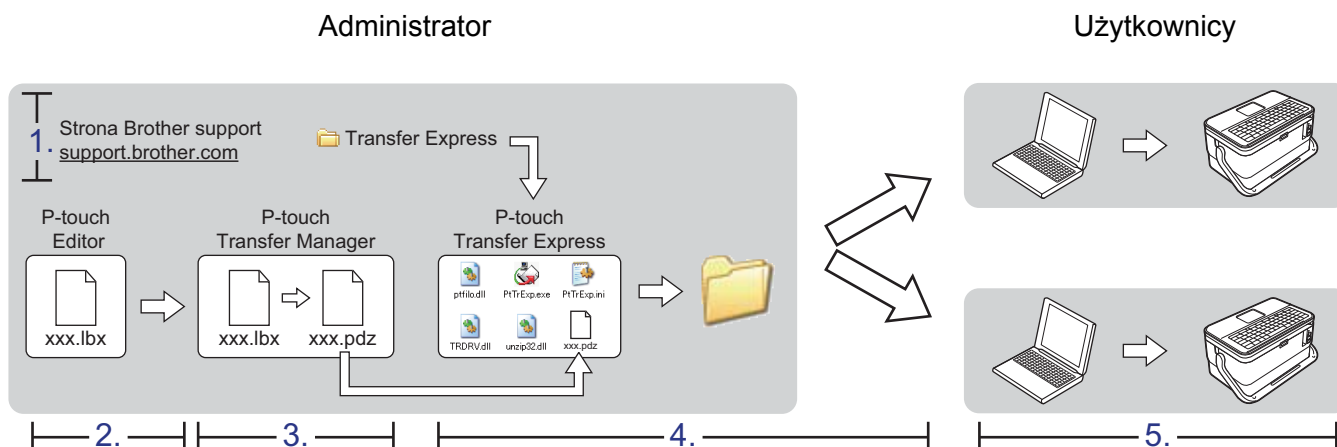 Administrator
Użytkownicy
1.
Strona Brother support
support.brother.com
Transfer Express
P-touch
Editor
P-touch
Transfer Manager
P-touch
Transfer Express
xxx.lbx
xxx.lbx
xxx.pdz
ptfilo.dll
PtTrExp.exe
PtTrExp.ini
TRDRV.dll
unzip32.dll
xxx.pdz
2.
3.
4.
5.